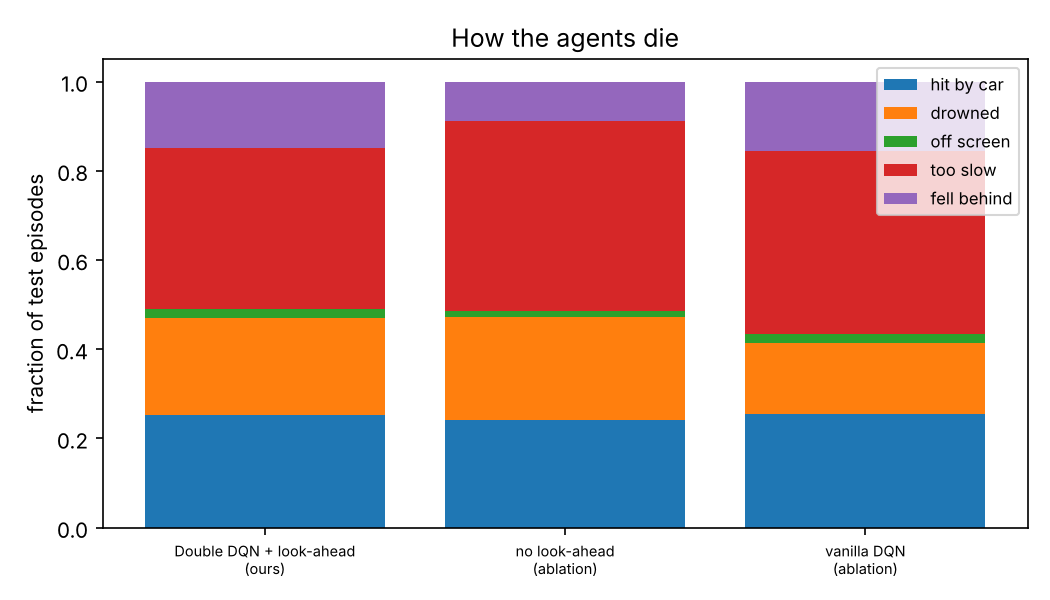 How the agents die
fraction of test episodes
1.0
0.8
0.6
0.4
0.2
0.0
hit by car
drowned
off screen
too slow
fell behind
Double DQN + look-ahead
(ours)
no look-ahead
(ablation)
vanilla DQN
(ablation)